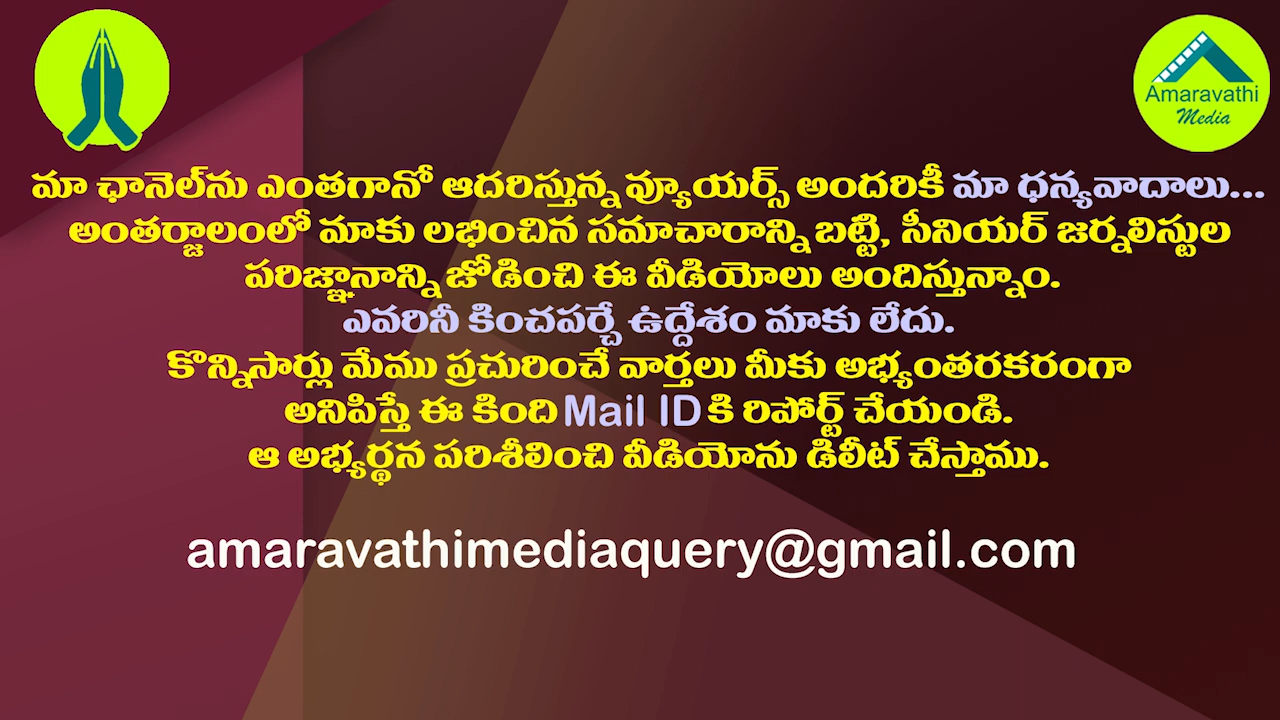 Amaravathi
Media
మా ఛానెల్‌ను ఎంతగానో ఆదరిస్తున్న వ్యూయర్స్ అందరికీ మా ధన్యవాదాలు...
అంతర్జాలంలో మాకు లభించిన సమాచారాన్ని బట్టి, సీనియర్ జర్నలిస్టుల
పరిజ్ఞానాన్ని జోడించి ఈ వీడియోలు అందిస్తున్నాం.
ఎవరినీ కించపర్చే ఉద్దేశం మాకు లేదు.
కొన్నిసార్లు మేము ప్రచురించే వార్తలు మీకు అభ్యంతరకరంగా
అనిపిస్తే ఈ కింది Mail ID కి రిపోర్ట్ చేయండి.
ఆ అభ్యర్థన పరిశీలించి వీడియోను డిలీట్ చేస్తాము.
amaravathimediaquery@gmail.com